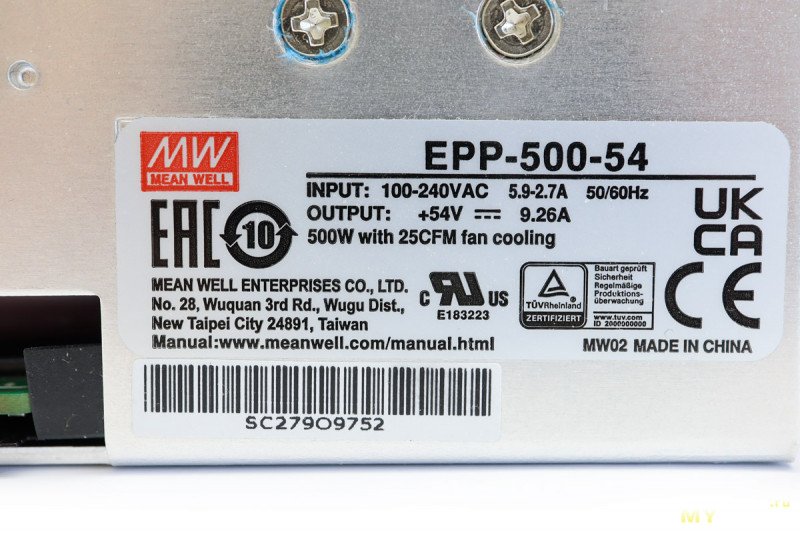 MW
MEAN WELL
EPP-500-54
INPUT: 100-240VAC 5.9-2.7A 50/60Hz
OUTPUT: +54V ⎓ 9.26A
500W with 25CFM fan cooling
EAC
10
UK
CA
MEAN WELL ENTERPRISES CO., LTD.
No. 28, Wuquan 3rd Rd., Wugu Dist.,
New Taipei City 24891, Taiwan
Manual:www.meanwell.com/manual.html
C RU US
E183223
TÜVRheinland
ZERTIFIZIERT
Bauart geprüft
Sicherheit
Regelmäßige
Produktions-
überwachung
www.tuv.com
ID 2000000000
CE
MW02 MADE IN CHINA
SC27909752
MY